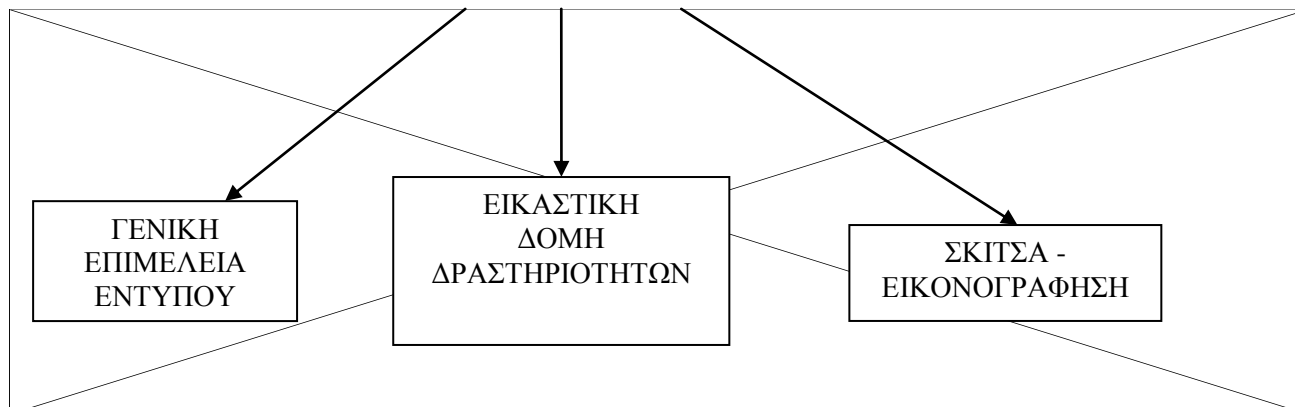 ΓΕΝΙΚΗ
ΕΠΙΜΕΛΕΙΑ
ΕΝΤΥΠΟΥ
ΕΙΚΑΣΤΙΚΗ
ΔΟΜΗ
ΔΡΑΣΤΗΡΙΟΤΗΤΩΝ
ΣΚΙΤΣΑ -
ΕΙΚΟΝΟΓΡΑΦΗΣΗ